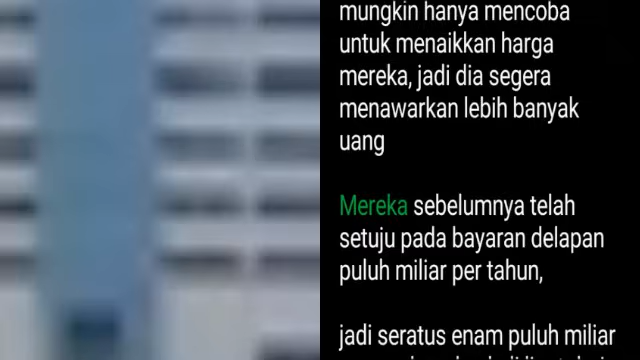 mungkin hanya mencoba
untuk menaikkan harga
mereka, jadi dia segera
menawarkan lebih banyak
uang
Mereka sebelumnya telah
setuju pada bayaran delapan
puluh miliar per tahun,
jadi seratus enam puluh miliar